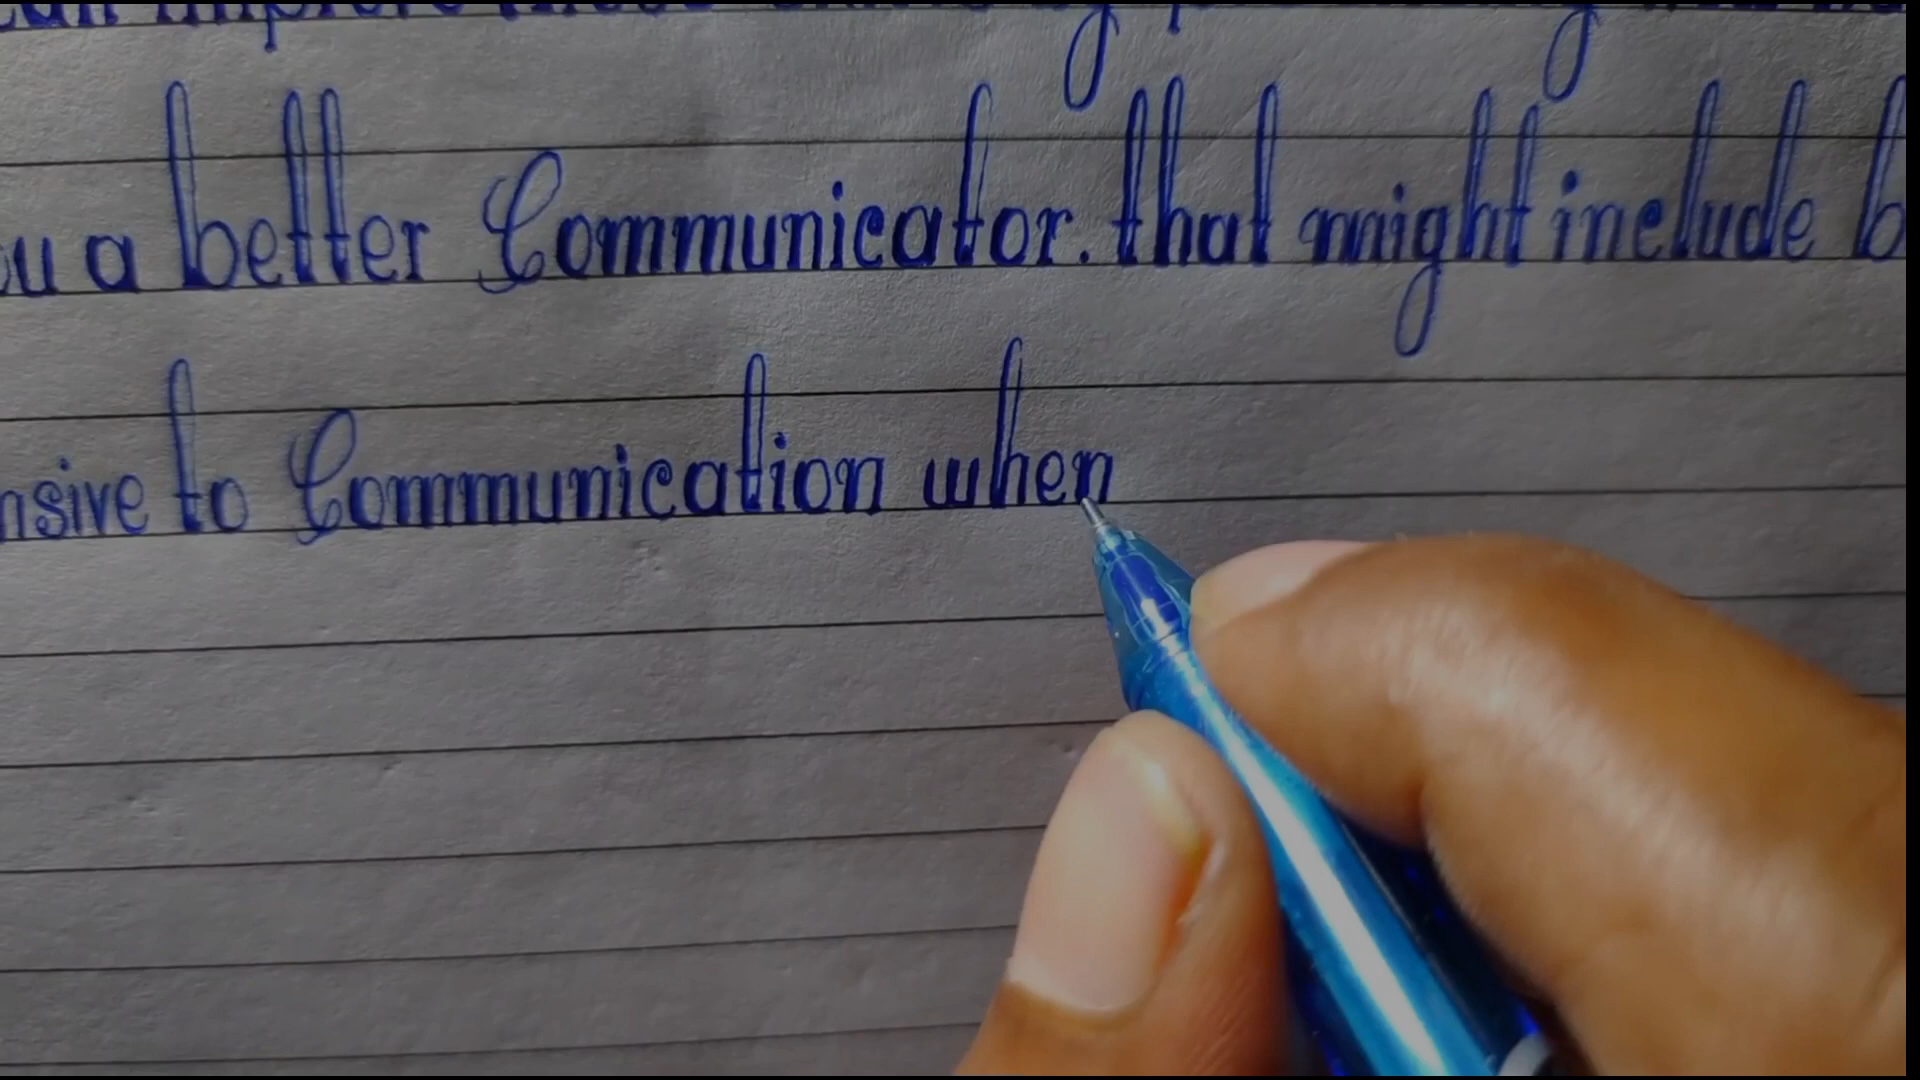 u a better Communicator. that might include b
nsive to Communication when